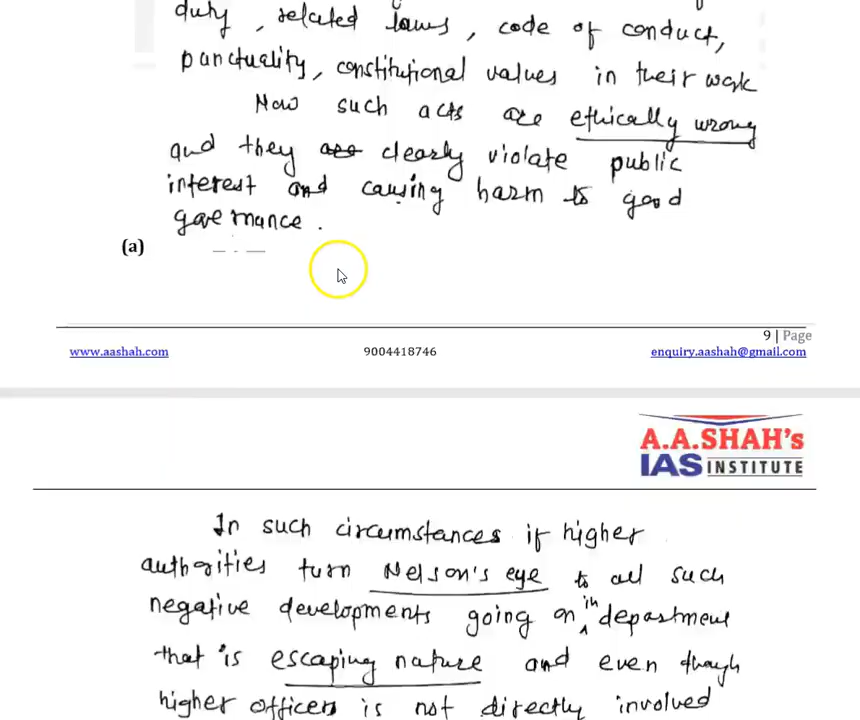 duty, related laws, code of conduct,
punctuality, constitutional values in their work
Now such acts are ethically wrong
and they clearly violate public
interest and causing harm to good
governance.
(a)
9 | Page
www.aashah.com 9004418746 enquiry.aashah@gmail.com
A.A.SHAH's
IAS INSTITUTE
In such circumstances if higher
authorities turn Nelson's eye to all such
negative developments going on in department
that is escaping nature and even though
higher officers is not directly involved